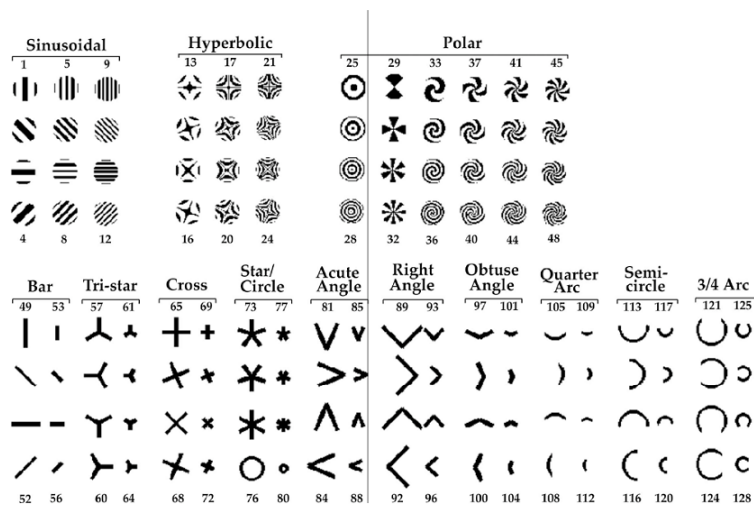 Sinusoidal Hyperbolic Polar
1 5 9 13 17 21 25 29 33 37 41 45
4 8 12 16 20 24 28 32 36 40 44 48
Bar Tri-star Cross Star/ Circle Acute Angle Right Angle Obtuse Angle Quarter Arc Semi- circle 3/4 Arc
49 53 57 61 65 69 73 77 81 85 89 93 97 101 105 109 113 117 121 125
52 56 60 64 68 72 76 80 84 88 92 96 100 104 108 112 116 120 124 128